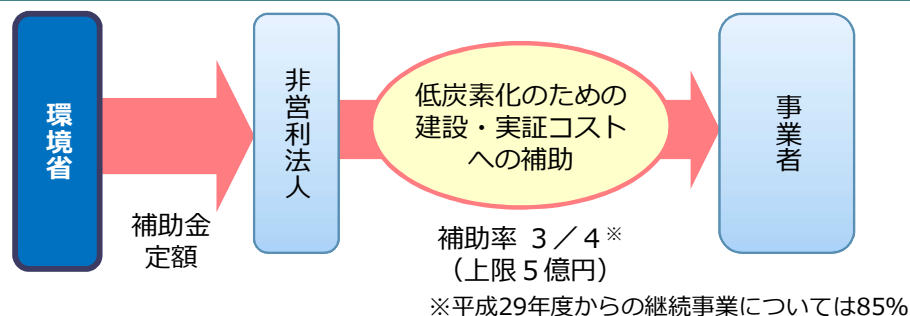 環境省
補助金
定額
非営利法人
低炭素化のための
建設・実証コスト
への補助
補助率 ３／４※
（上限５億円）
事業者
※平成29年度からの継続事業については85%